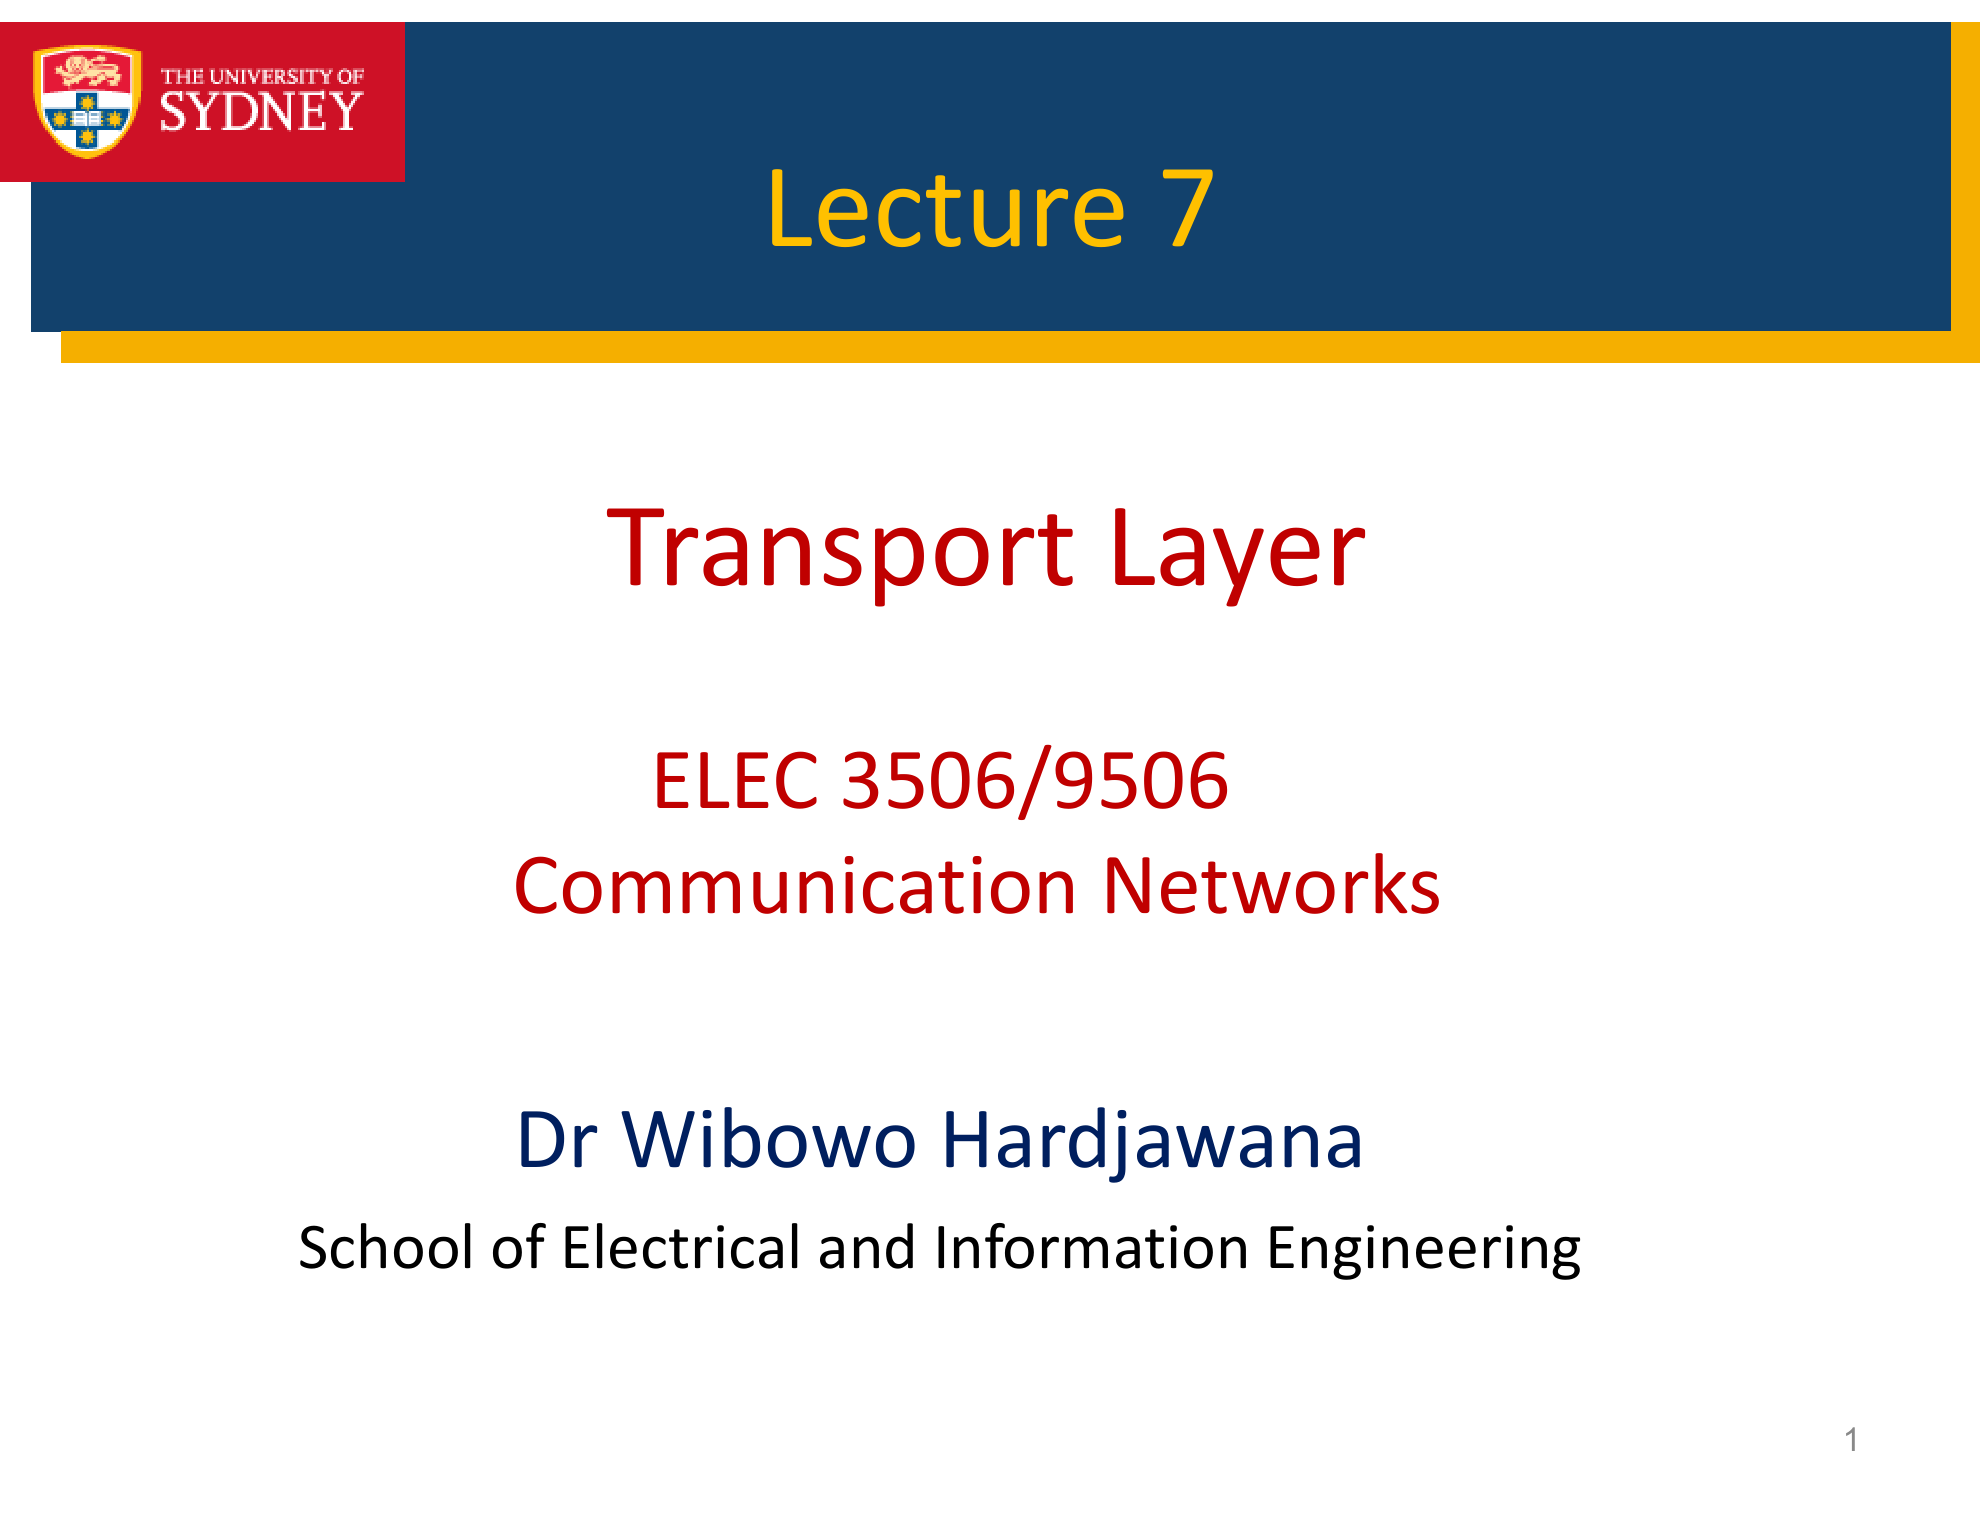 THE UNIVERSITY OF
SYDNEY
Lecture 7
Transport Layer
ELEC 3506/9506
Communication Networks
Dr Wibowo Hardjawana
School of Electrical and Information Engineering
1